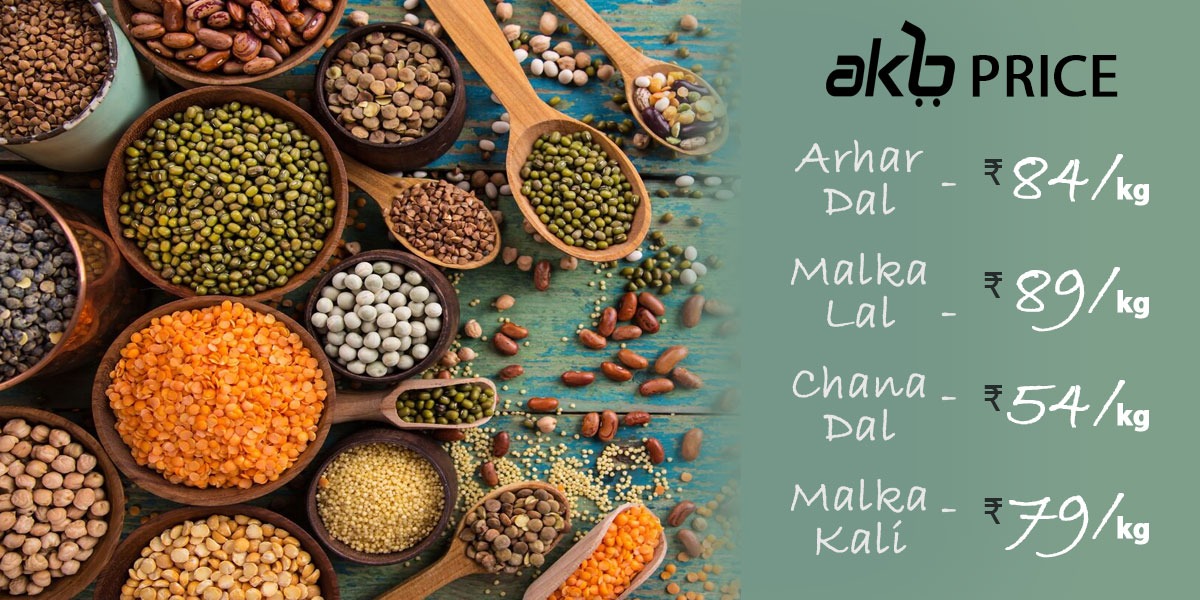 akb PRICE
Arhar
Dal - ₹84/kg
Malka
Lal - ₹89/kg
Chana
Dal - ₹54/kg
Malka
Kali - ₹79/kg